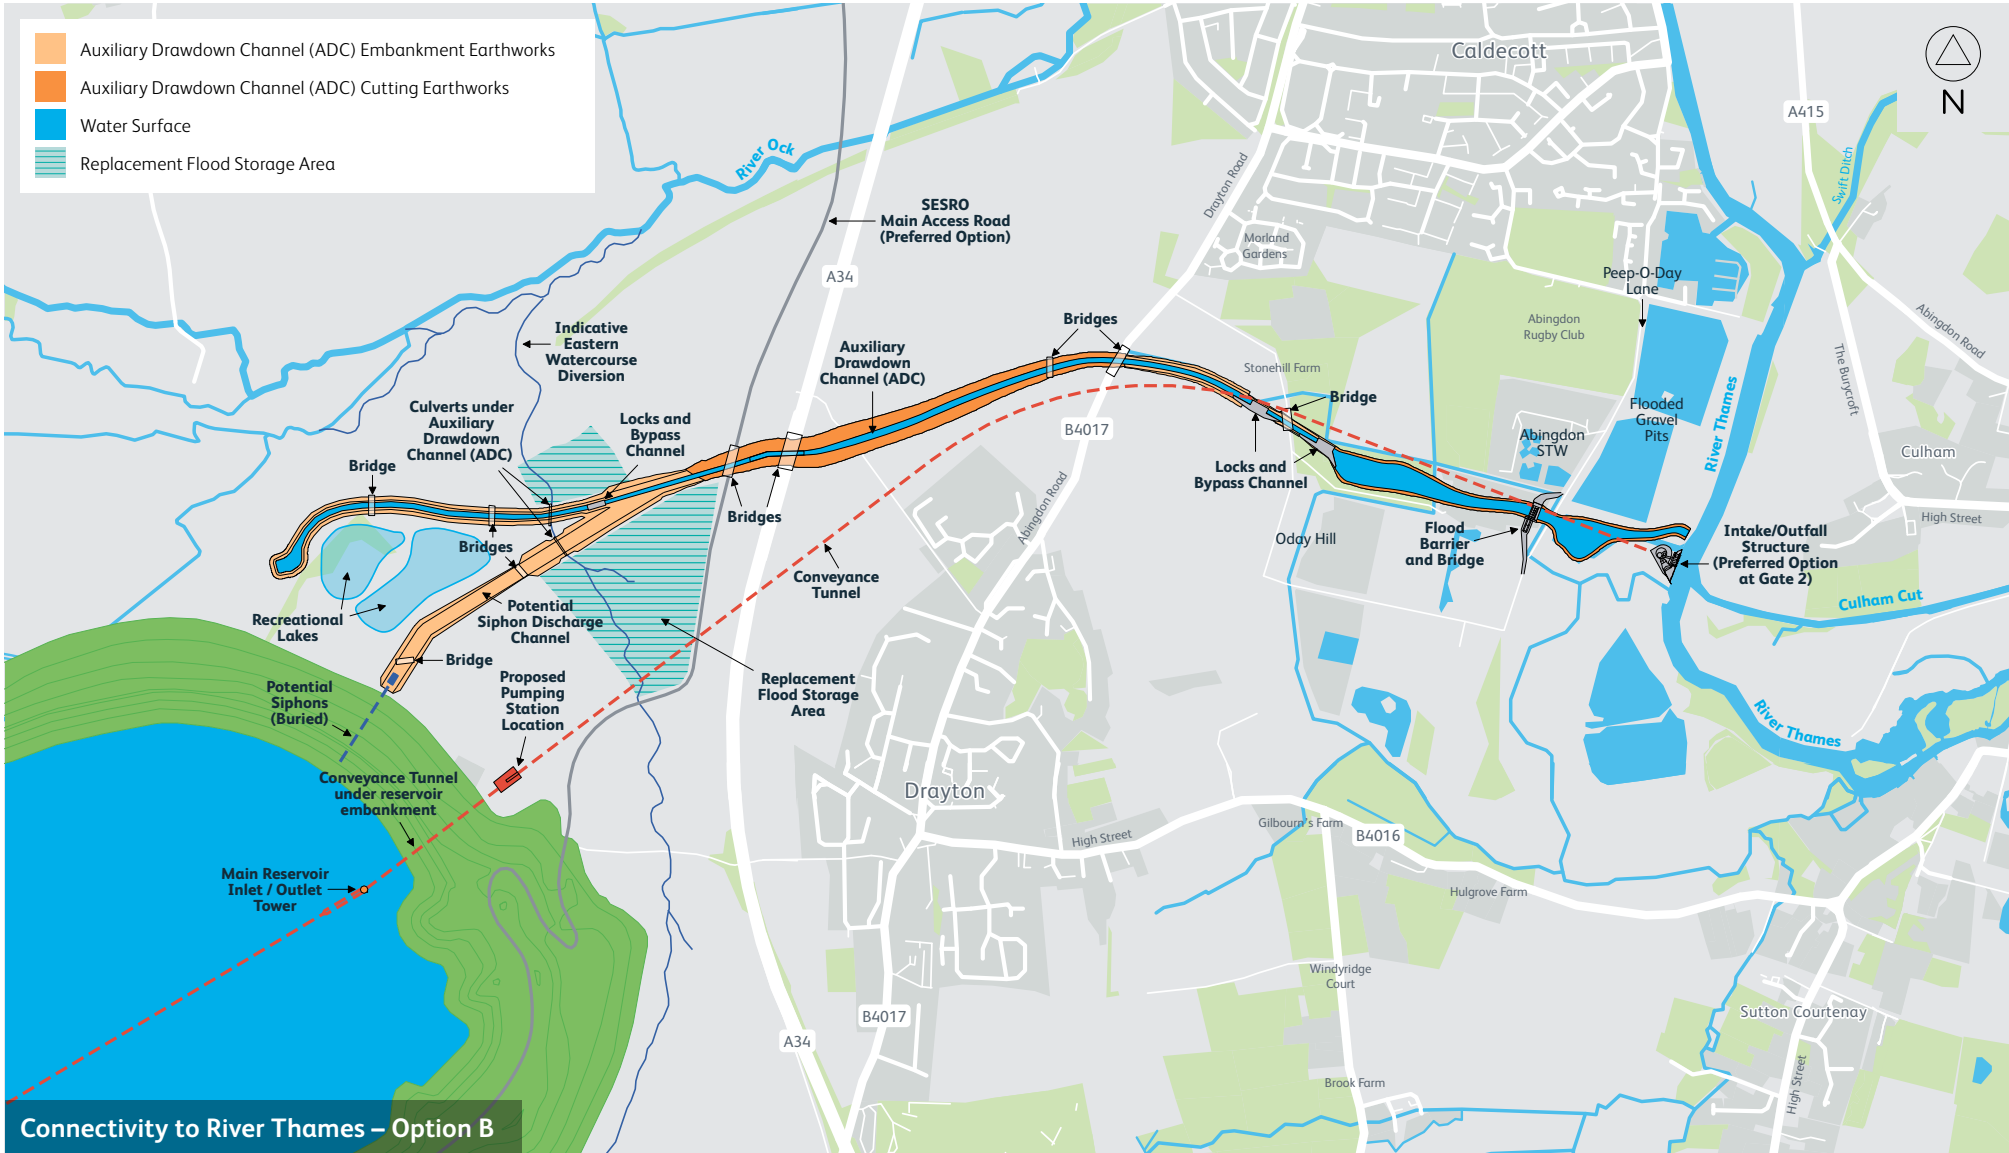 Auxiliary Drawdown Channel (ADC) Embankment Earthworks
Auxiliary Drawdown Channel (ADC) Cutting Earthworks
Water Surface
Replacement Flood Storage Area
Caldecott
N
A415
River Ock
Swift Ditch
Drayton Road
SESRO
Main Access Road
(Preferred Option)
Morland
Gardens
A34
Peep-O-Day
Lane
Abingdon
Rugby Club
Abingdon Road
The Burycroft
Indicative
Eastern
Watercourse
Diversion
Bridges
Auxiliary
Drawdown
Channel (ADC)
Stonehill Farm
Bridge
River Thames
Flooded
Gravel
Pits
Abingdon
STW
Culham
High Street
B4017
Culverts under
Auxiliary
Drawdown
Channel (ADC)
Locks and
Bypass
Channel
Bridge
Locks and
Bypass Channel
Abingdon Road
Bridges
Bridges
Oday Hill
Flood
Barrier
and Bridge
Intake/Outfall
Structure
(Preferred Option
at Gate 2)
Conveyance
Tunnel
Culham Cut
Recreational
Lakes
Potential
Siphon Discharge
Channel
Bridge
Replacement
Flood Storage
Area
Proposed
Pumping
Station
Location
Potential
Siphons
(Buried)
River Thames
Conveyance Tunnel
under reservoir
embankment
Drayton
High Street
Gilbourn's Farm
B4016
Main Reservoir
Inlet / Outlet
Tower
Hulgrove Farm
Windyridge
Court
B4017
A34
Sutton Courtenay
High Street
Brook Farm
Connectivity to River Thames – Option B